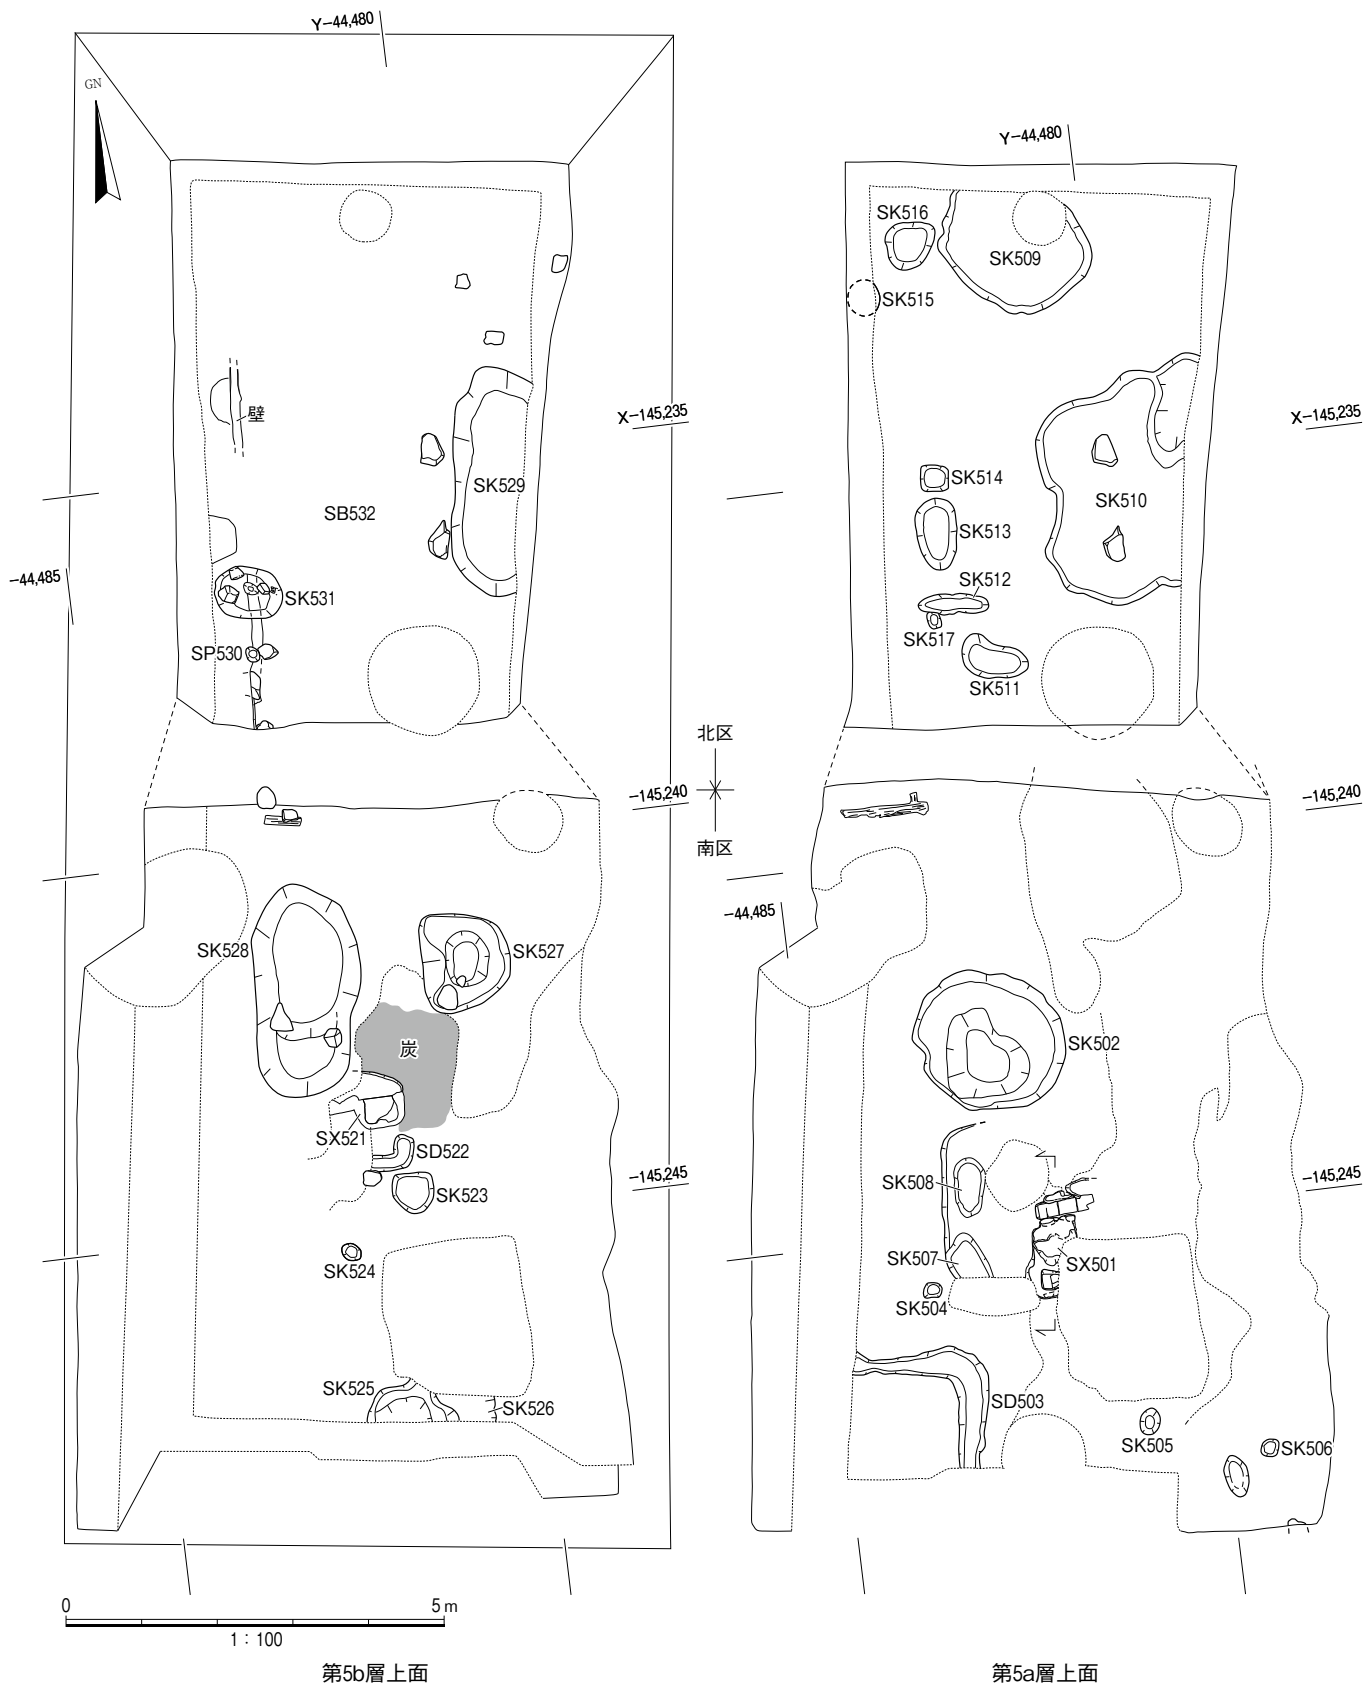 Y-44,480
GN
壁
X-145,235
SK529
SB532
-44,485
SK531
SP530
北区
-145,240
南区
SK528
SK527
炭
SX521
SD522
-145,245
SK523
SK524
SK525
SK526
0
5m
1：100
第5b層上面
Y-44,480
SK516
SK509
SK515
X-145,235
SK514
SK510
SK513
SK512
SK517
SK511
-145,240
-44,485
SK502
SK508
-145,245
SK507
SX501
SK504
SD503
SK505
SK506
第5a層上面